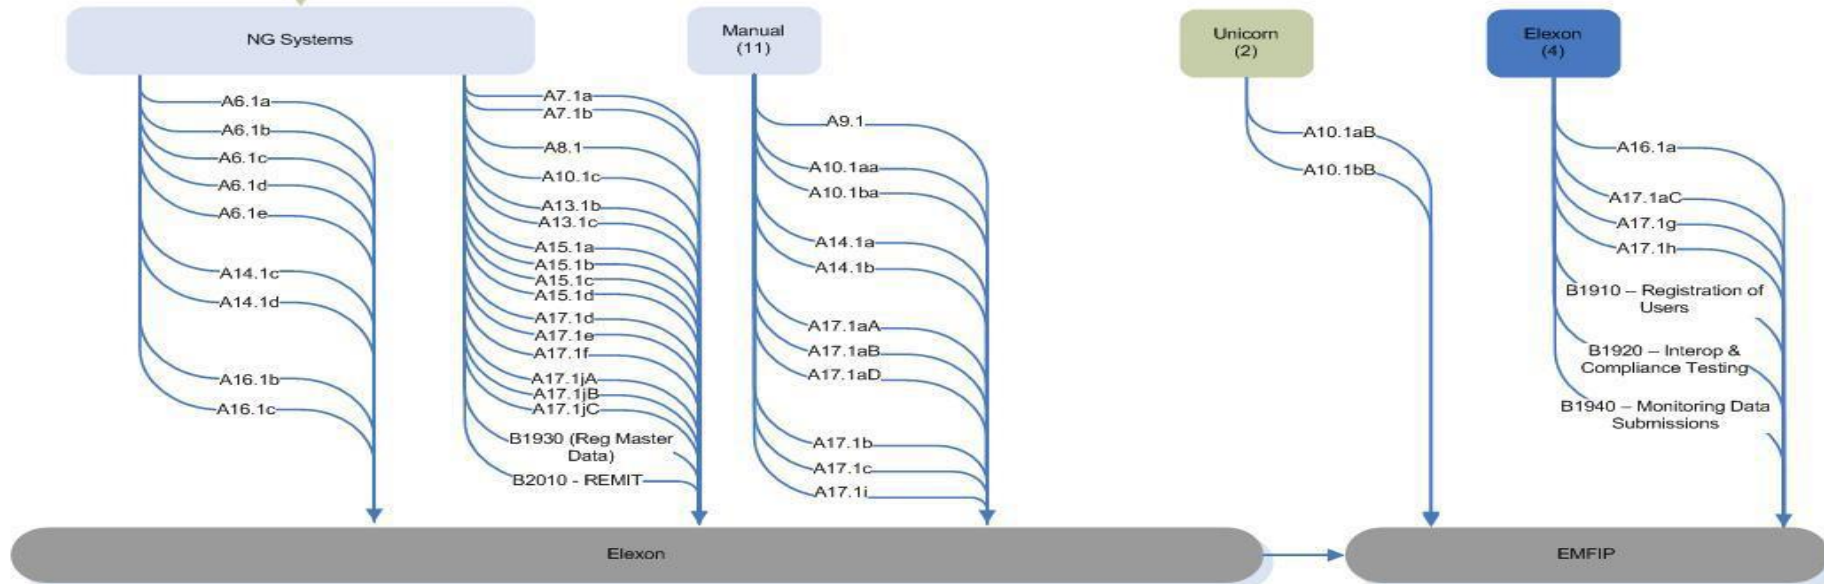 NG Systems
Manual
(11)
Unicorn
(2)
Elexon
(4)
A6.1a
A6.1b
A6.1c
A6.1d
A6.1e
A14.1c
A14.1d
A16.1b
A16.1c
A7.1a
A7.1b
A8.1
A10.1c
A13.1b
A13.1c
A15.1a
A15.1b
A15.1c
A15.1d
A17.1d
A17.1e
A17.1f
A17.1jA
A17.1jB
A17.1jC
B1930 (Reg Master
Data)
B2010 - REMIT
A9.1
A10.1aa
A10.1ba
A14.1a
A14.1b
A17.1aA
A17.1aB
A17.1aD
A17.1b
A17.1c
A17.1i
A10.1aB
A10.1bB
A16.1a
A17.1aC
A17.1g
A17.1h
B1910 – Registration of
Users
B1920 – Interop &
Compliance Testing
B1940 – Monitoring Data
Submissions
Elexon
EMFIP